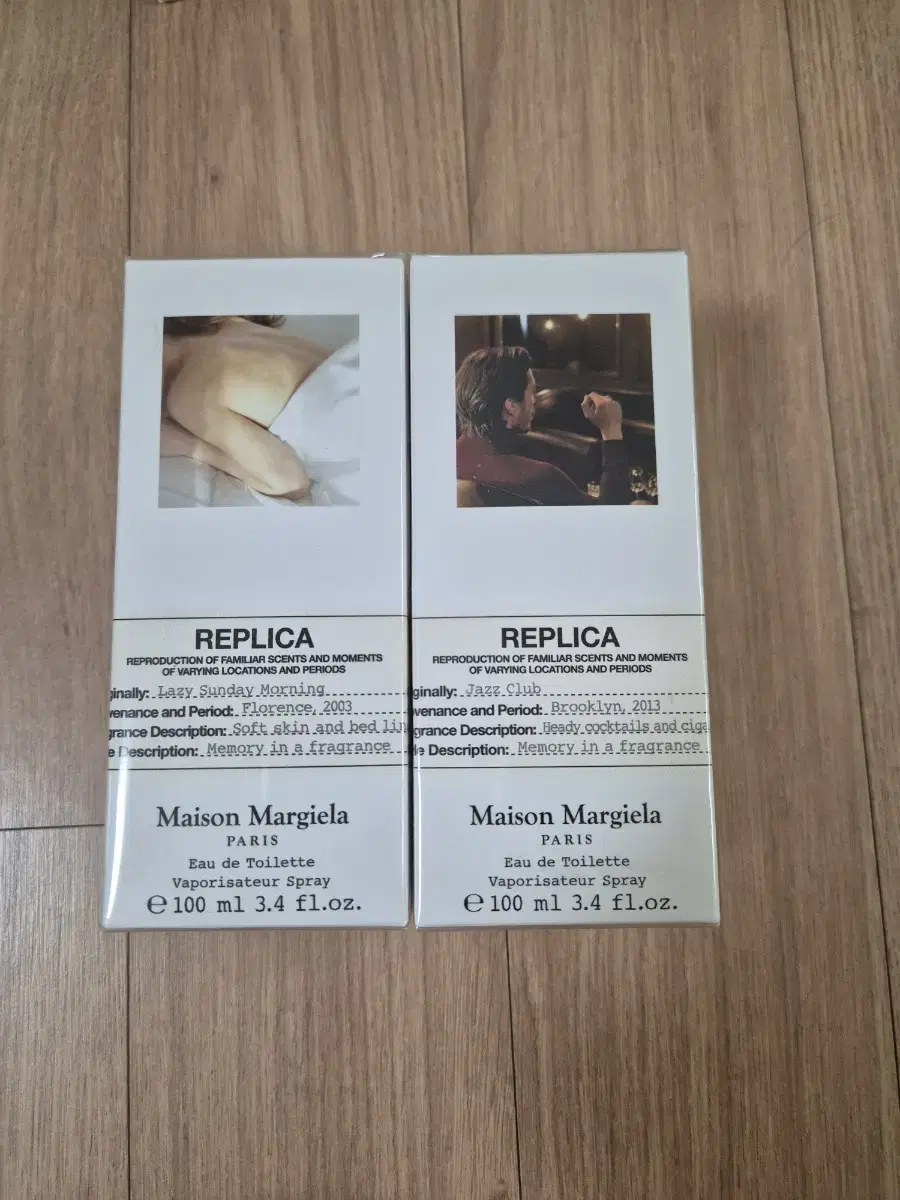 REPLICA
REPRODUCTION OF FAMILIAR SCENTS AND MOMENTS
OF VARYING LOCATIONS AND PERIODS
ginally: Lazy Sunday Morning
venance and Period: Florence, 2003
grance Description: Soft skin and bed lin
e Description: Memory in a fragrance
Maison Margiela
PARIS
Eau de Toilette
Vaporisateur Spray
℮ 100 ml 3.4 fl.oz.
REPLICA
REPRODUCTION OF FAMILIAR SCENTS AND MOMENTS
OF VARYING LOCATIONS AND PERIODS
ginally: Jazz Club
venance and Period: Brooklyn, 2013
grance Description: Heady cocktails and ciga
le Description: Memory in a fragrance
Maison Margiela
PARIS
Eau de Toilette
Vaporisateur Spray
℮ 100 ml 3.4 fl.oz.